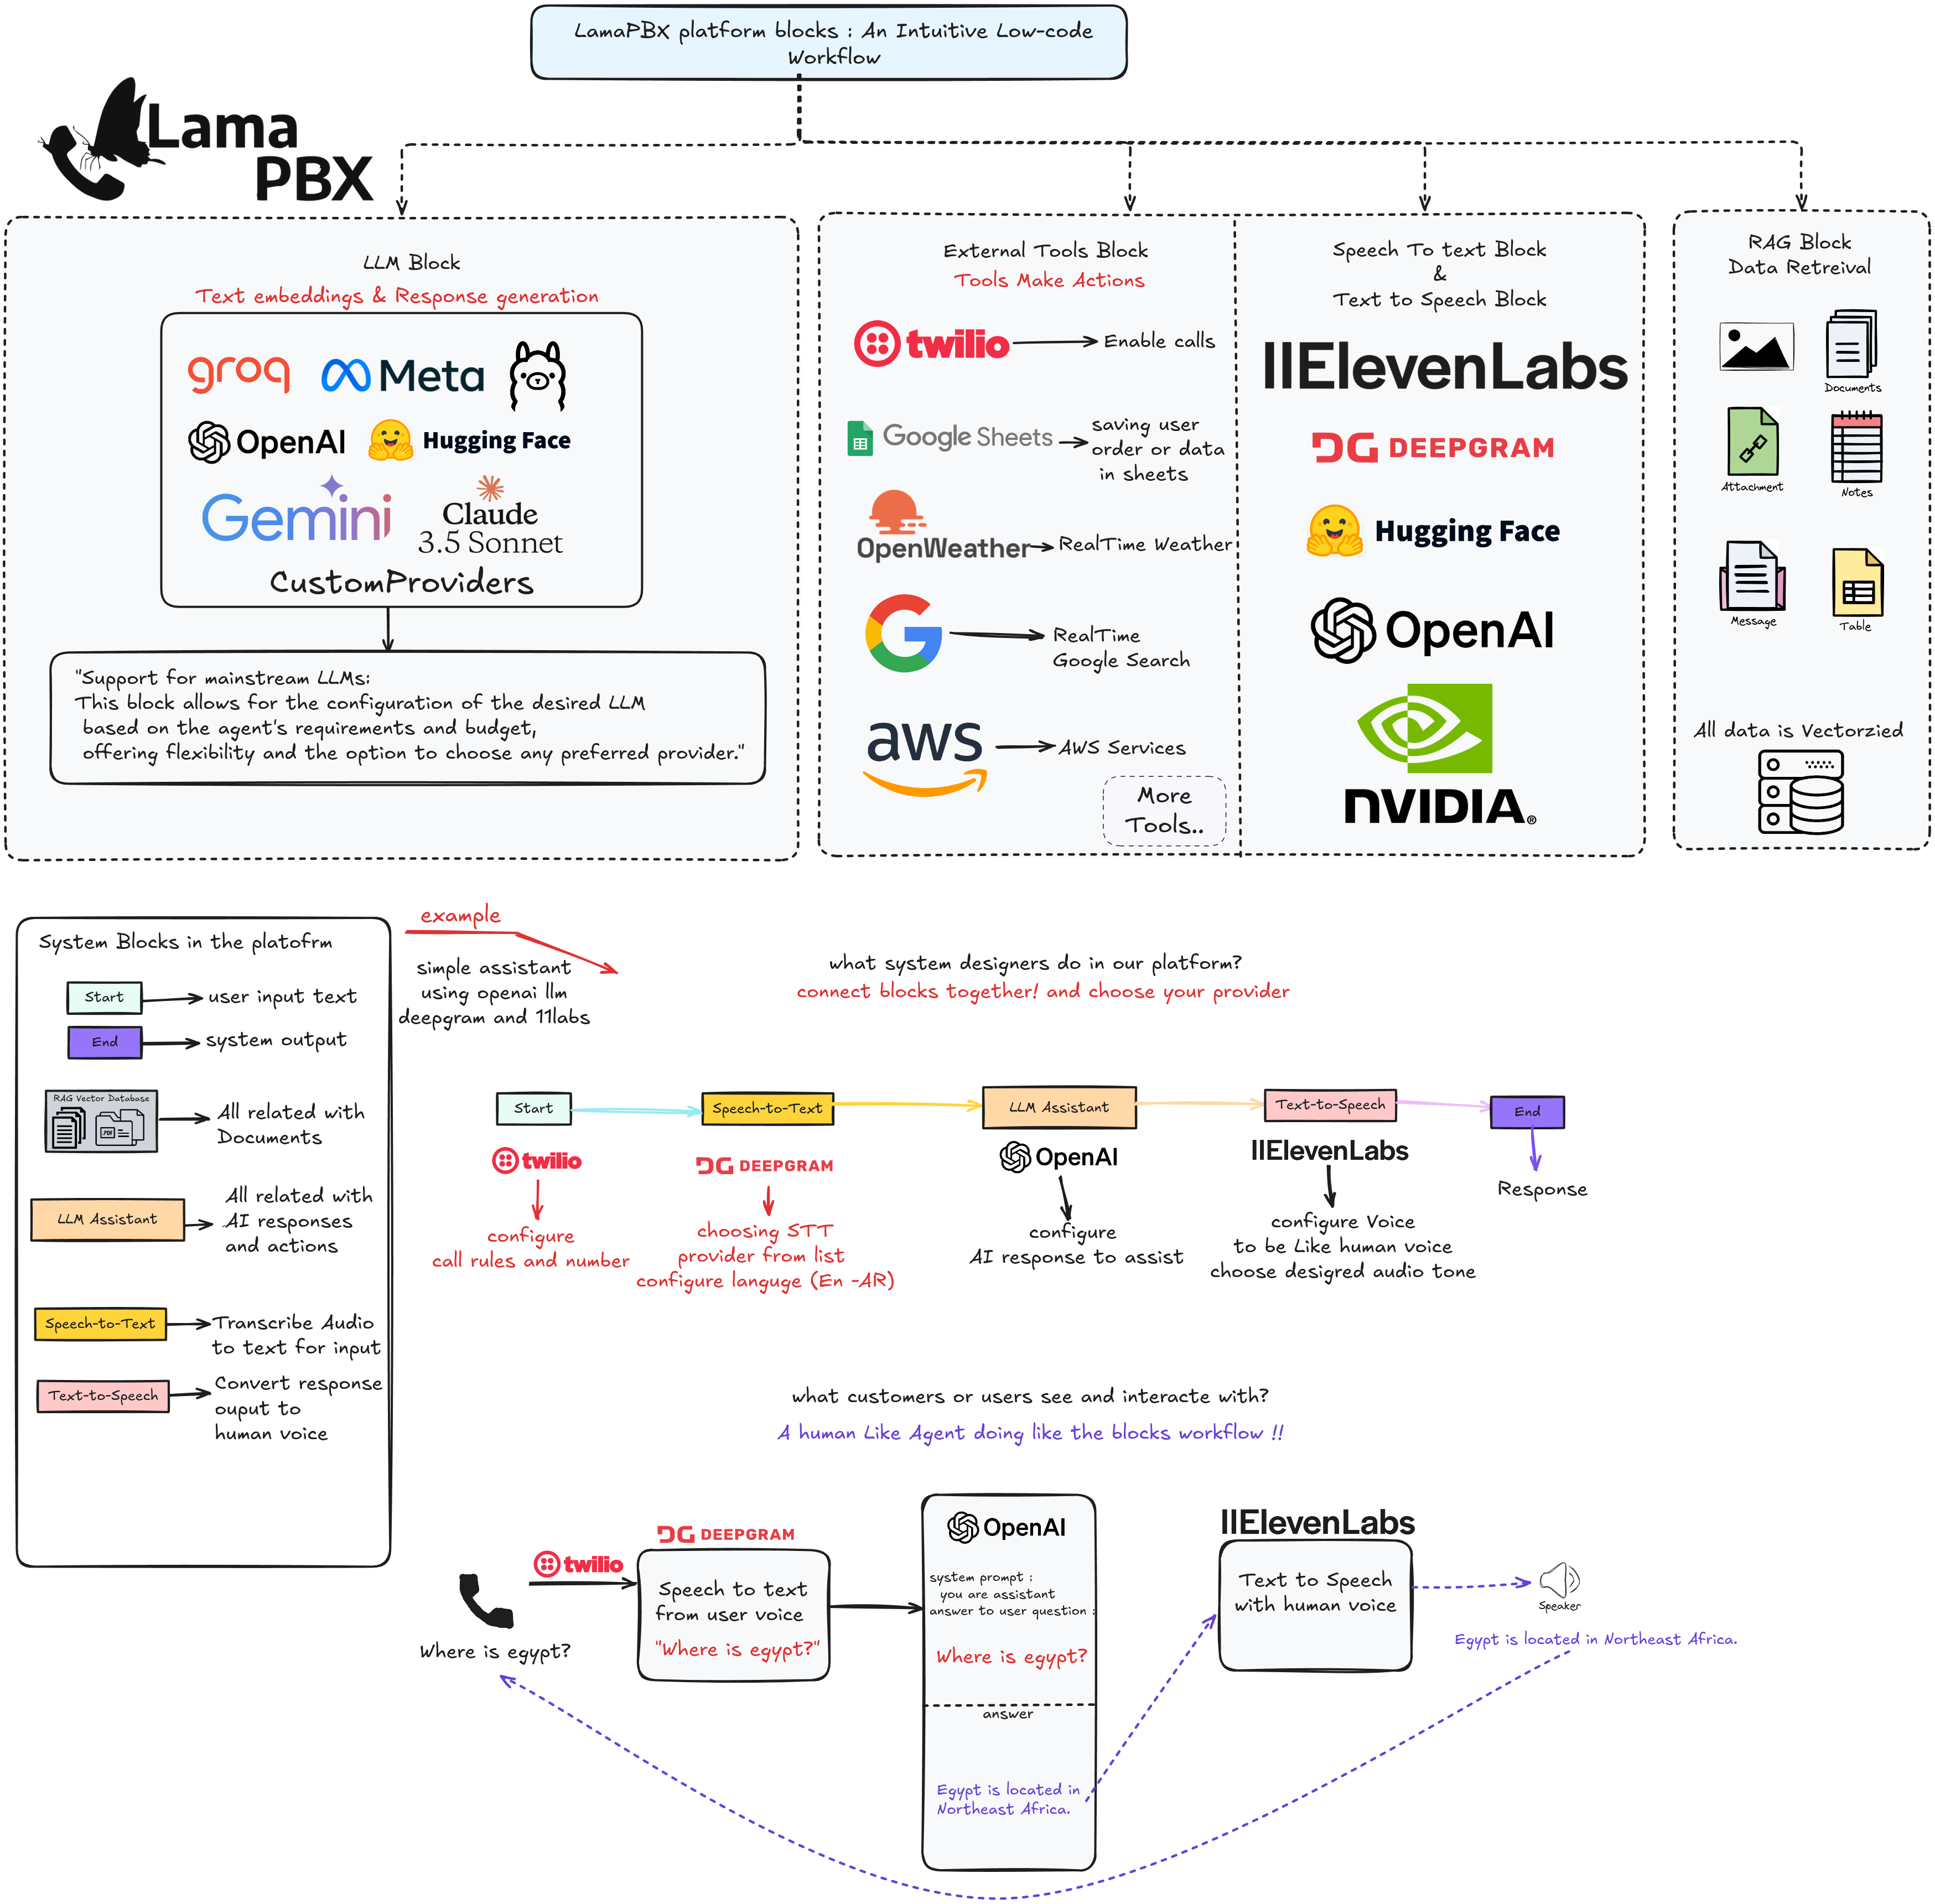 LamaPBX platform blocks : An Intuitive Low-code
Workflow
Lama
PBX
LLM Block
Text embeddings & Response generation
groq
Meta
OpenAI
Hugging Face
Gemini
Claude
3.5 Sonnet
CustomProviders
"Support for mainstream LLMs:
This block allows for the configuration of the desired LLM
based on the agent's requirements and budget,
offering flexibility and the option to choose any preferred provider."
External Tools Block
Tools Make Actions
twilio
Enable calls
Google Sheets
saving user
order or data
in sheets
OpenWeather
RealTime Weather
RealTime
Google Search
aws
AWS Services
More
Tools..
Speech To text Block
&
Text to Speech Block
IIElevenLabs
DG DEEPGRAM
Hugging Face
OpenAI
NVIDIA®
RAG Block
Data Retreival
Documents
Attachment
Notes
Message
Table
All data is Vectorzied
System Blocks in the platofrm
Start
user input text
End
system output
RAG Vector Database
.PDF
All related with
Documents
LLM Assistant
All related with
AI responses
and actions
Speech-to-Text
Transcribe Audio
to text for input
Text-to-Speech
Convert response
ouput to
human voice
example
simple assistant
using openai llm
deepgram and 11labs
what system designers do in our platform?
connect blocks together! and choose your provider
Start
Speech-to-Text
LLM Assistant
Text-to-Speech
End
twilio
configure
call rules and number
DG DEEPGRAM
choosing STT
provider from list
configure languge (En -AR)
OpenAI
configure
AI response to assist
IIElevenLabs
configure Voice
to be Like human voice
choose desigred audio tone
Response
what customers or users see and interacte with?
A human Like Agent doing like the blocks workflow !!
Where is egypt?
twilio
DG DEEPGRAM
Speech to text
from user voice
"Where is egypt?"
OpenAI
system prompt :
you are assistant
answer to user question :
Where is egypt?
answer
Egypt is located in
Northeast Africa.
IIElevenLabs
Text to Speech
with human voice
Speaker
Egypt is located in Northeast Africa.